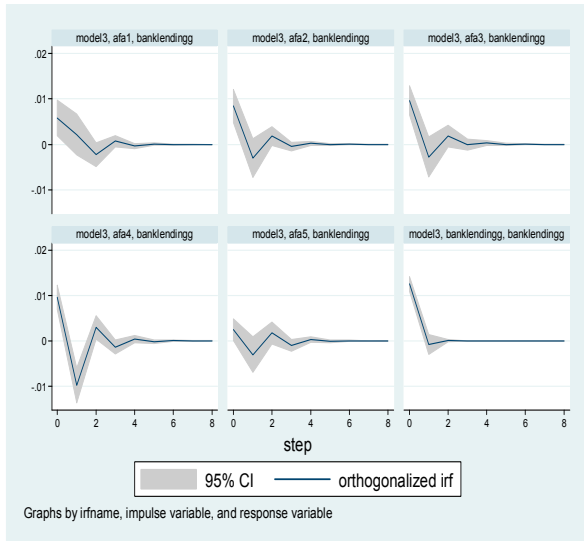 model3, afa1, banklendingg
model3, afa2, banklendingg
model3, afa3, banklendingg
.02
.01
0
-.01
model3, afa4, banklendingg
model3, afa5, banklendingg
model3, banklendingg, banklendingg
.02
.01
0
-.01
0 2 4 6 8
0 2 4 6 8
0 2 4 6 8
step
95% CI
orthogonalized irf
Graphs by irfname, impulse variable, and response variable